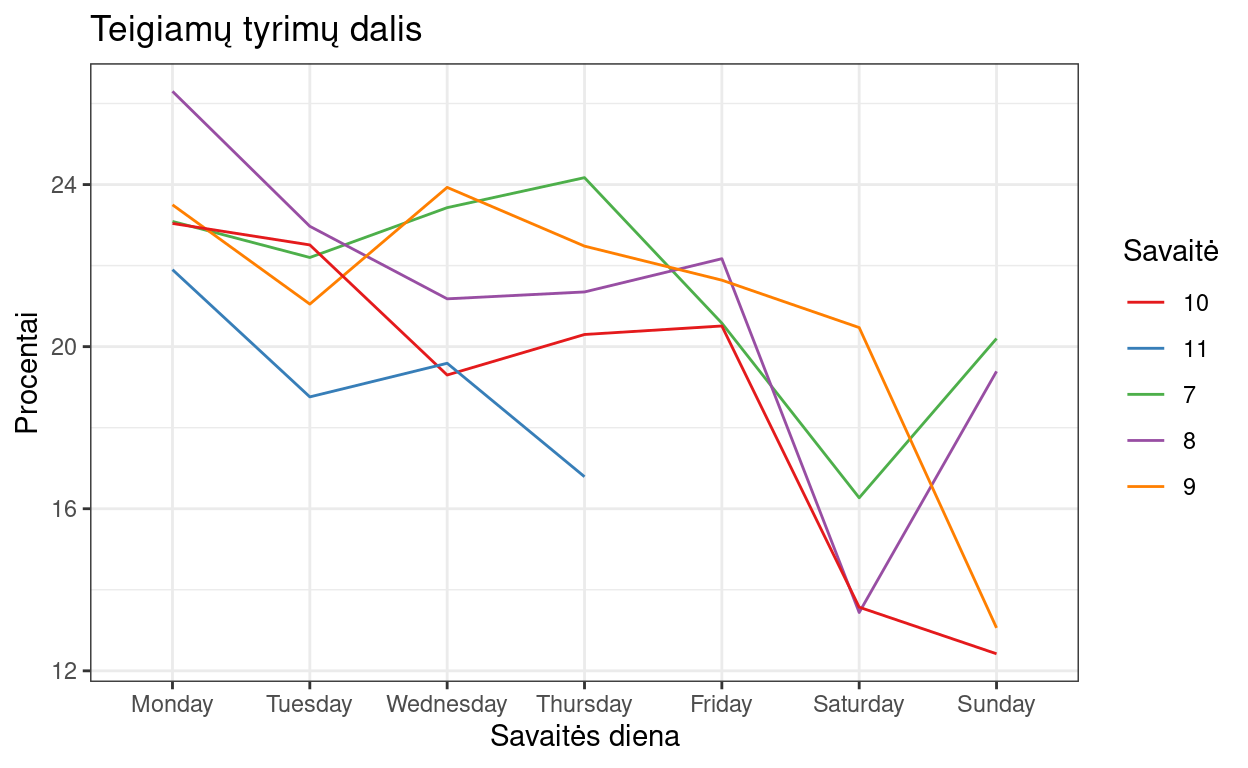 Teigiamų tyrimų dalis
Procentai
24
20
16
12
Monday Tuesday Wednesday Thursday Friday Saturday Sunday
Savaitės diena
Savaitė
10
11
7
8
9